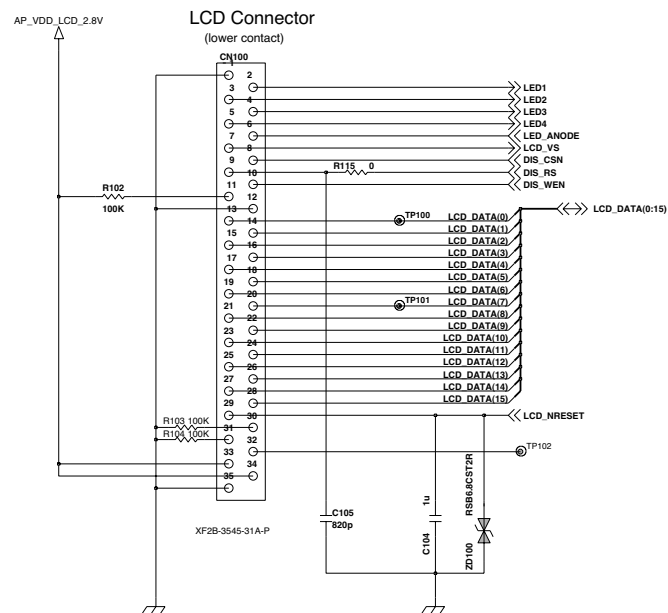 LCD Connector
AP_VDD_LCD_2.8V
(lower contact)
CN100
1
2
3
LED1
4
LED2
5
LED3
6
LED4
7
LED_ANODE
8
LCD_VS
9
DIS_CSN
10
R115 0
DIS_RS
11
DIS_WEN
R102
12
100K
13
LCD_DATA(0:15)
14
TP100
LCD_DATA(0)
15
LCD_DATA(1)
16
LCD_DATA(2)
17
LCD_DATA(3)
18
LCD_DATA(4)
19
LCD_DATA(5)
20
LCD_DATA(6)
21
TP101
LCD_DATA(7)
22
LCD_DATA(8)
23
LCD_DATA(9)
24
LCD_DATA(10)
25
LCD_DATA(11)
26
LCD_DATA(12)
27
LCD_DATA(13)
28
LCD_DATA(14)
29
LCD_DATA(15)
30
LCD_NRESET
R103 100K
31
R104 100K
32
TP102
33
34
35
C105
820p
1u
C104
RSB6.8CST2R
ZD100
XF2B-3545-31A-P